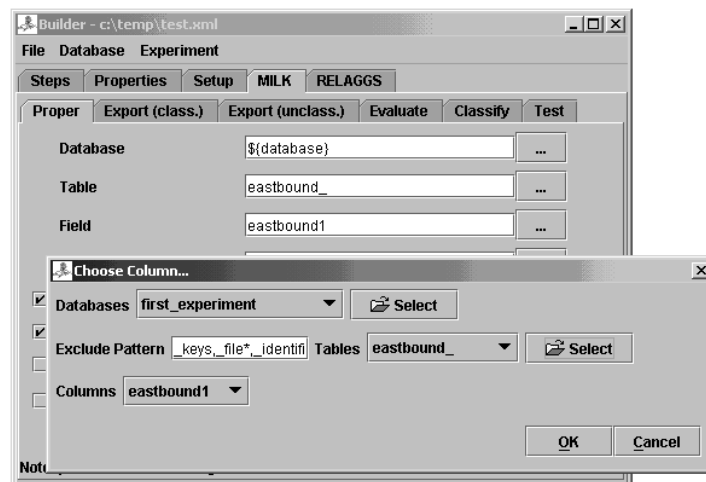 Builder - c:\temp\test.xml
File Database Experiment
Steps Properties Setup MILK RELAGGS
Proper Export (class.) Export (unclass.) Evaluate Classify Test
Database ${database} ...
Table eastbound_ ...
Field eastbound1 ...
Choose Column...
Databases first_experiment Select
Exclude Pattern _keys,_file*,_identifi Tables eastbound_ Select
Columns eastbound1
OK Cancel